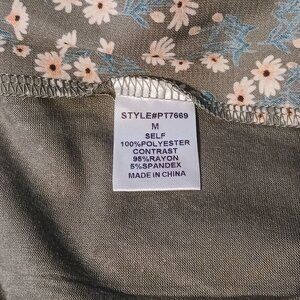 STYLE#PT7669
M
SELF
100%POLYESTER
CONTRAST
95%RAYON
5%SPANDEX
MADE IN CHINA